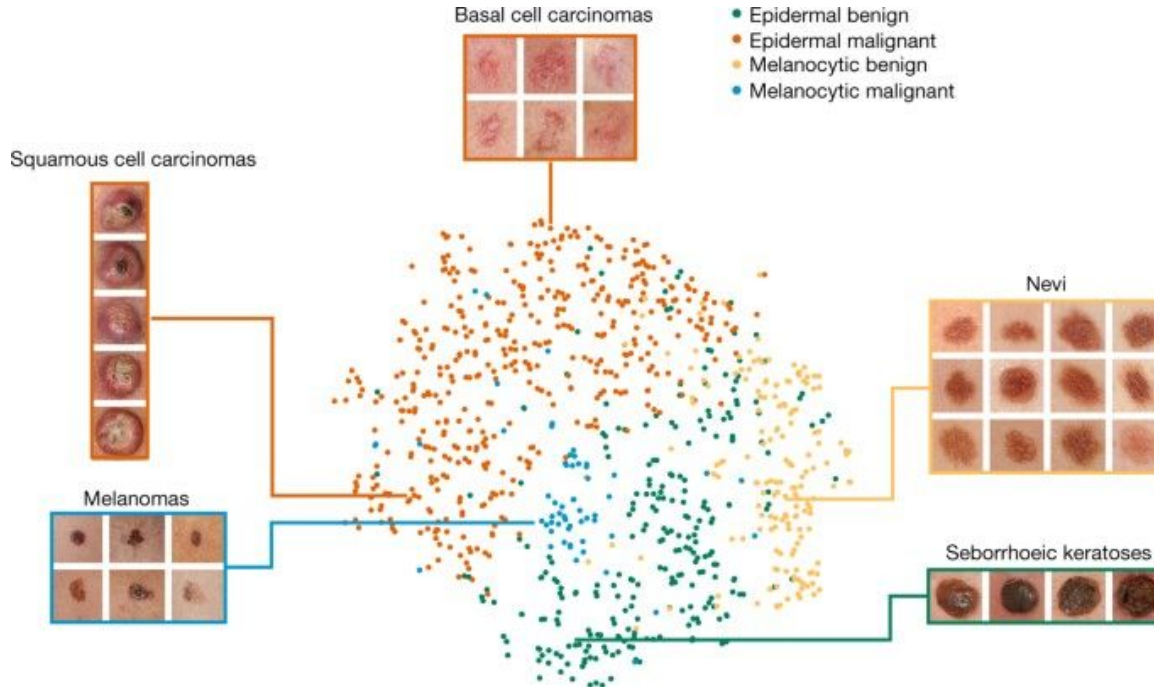 Basal cell carcinomas
Epidermal benign
Epidermal malignant
Melanocytic benign
Melanocytic malignant
Squamous cell carcinomas
Nevi
Melanomas
Seborrhoeic keratoses